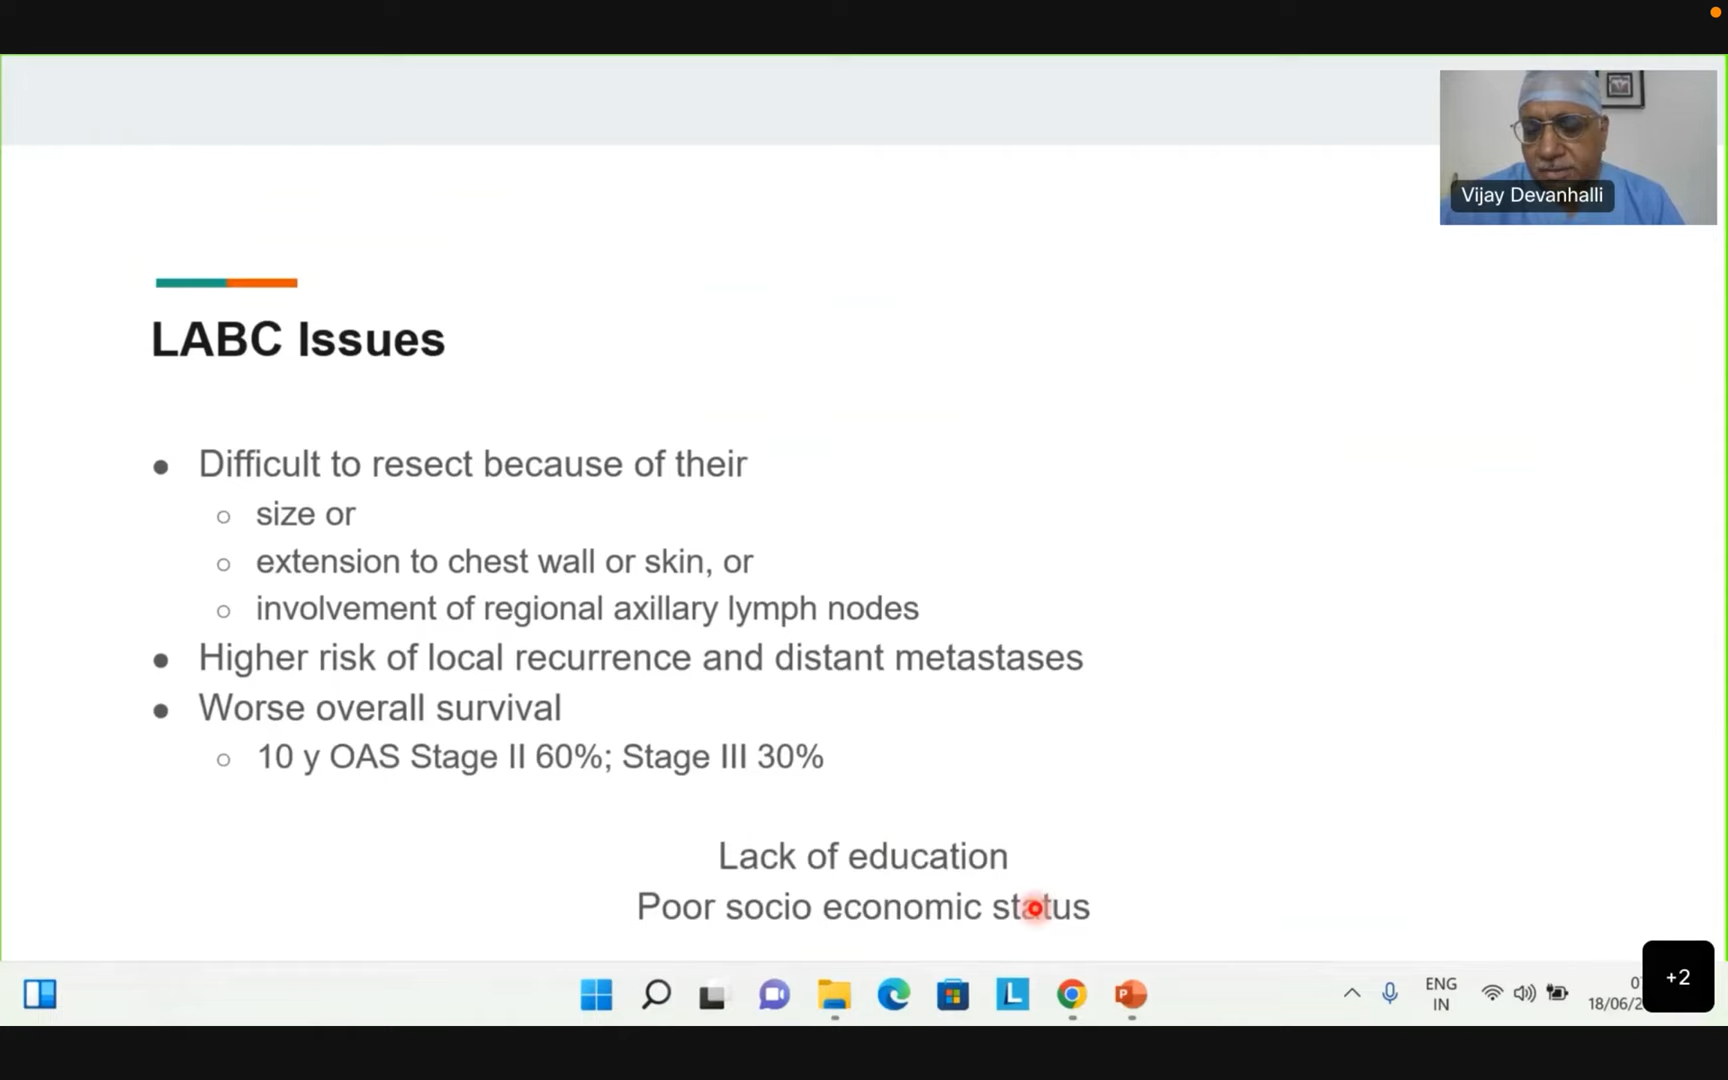 Vijay Devanhalli
LABC Issues
● Difficult to resect because of their
○ size or
○ extension to chest wall or skin, or
○ involvement of regional axillary lymph nodes
● Higher risk of local recurrence and distant metastases
● Worse overall survival
○ 10 y OAS Stage II 60%; Stage III 30%
Lack of education
Poor socio economic status
ENG
IN
18/06/2
+2